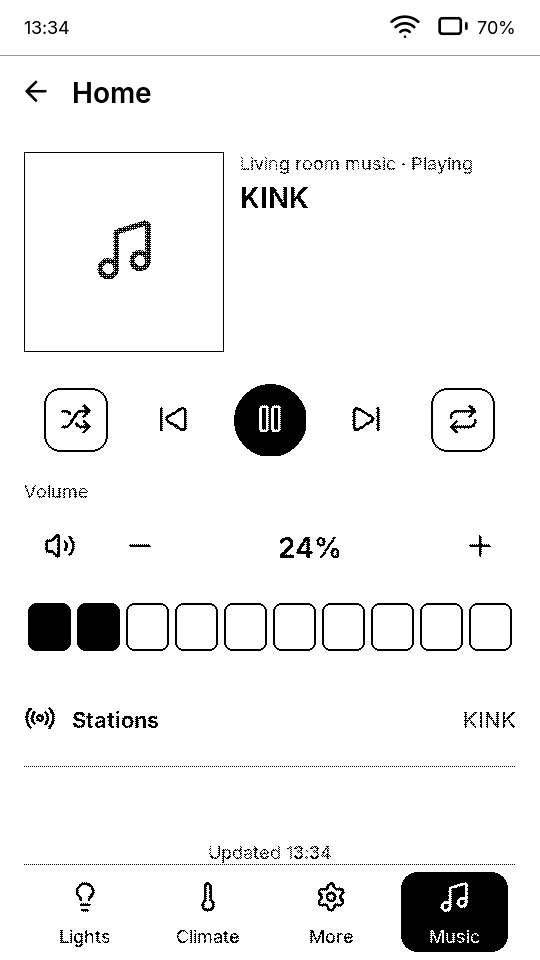 13:34
70%
Home
Living room music · Playing
KINK
Volume
24%
Stations
KINK
Updated 13:34
Lights
Climate
More
Music